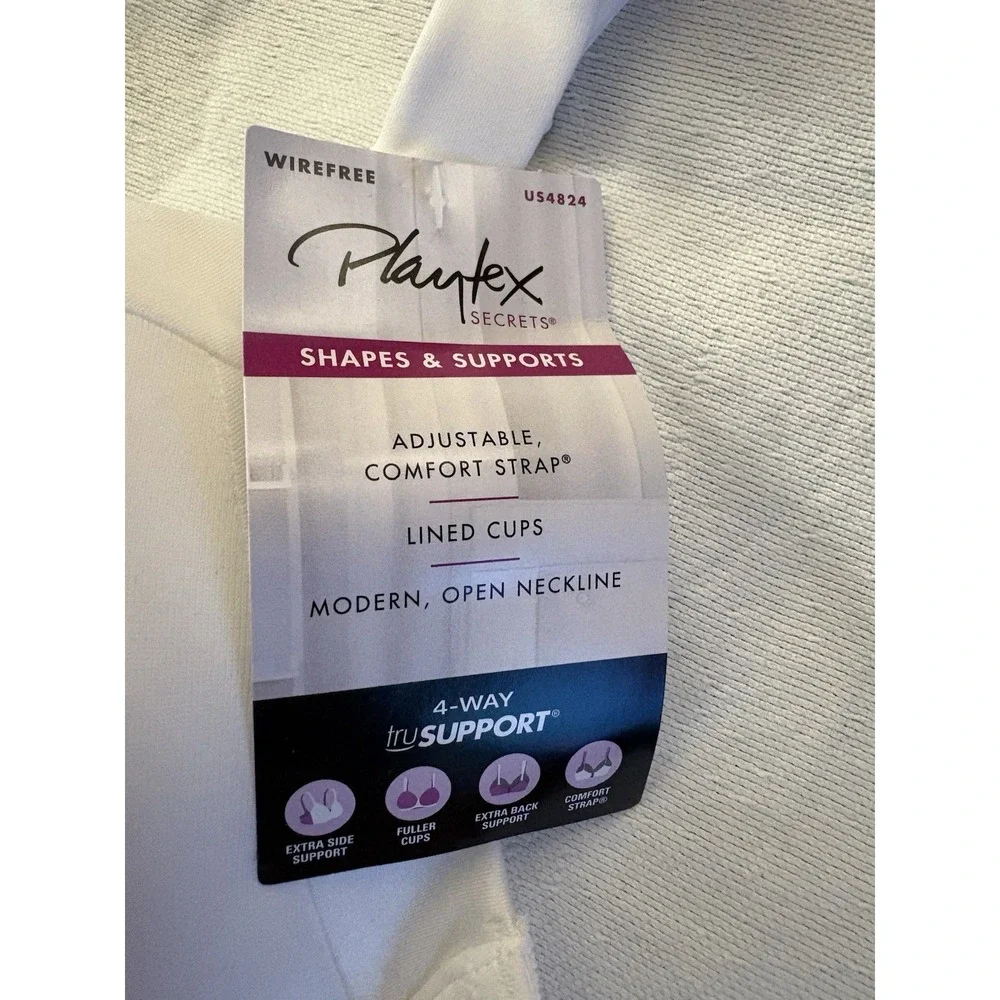 WIREFREE
US4824
Playtex
SECRETS®
SHAPES & SUPPORTS
ADJUSTABLE,
COMFORT STRAP®
LINED CUPS
MODERN, OPEN NECKLINE
4-WAY
truSUPPORT®
EXTRA SIDE
SUPPORT
FULLER
CUPS
EXTRA BACK
SUPPORT
COMFORT
STRAP®